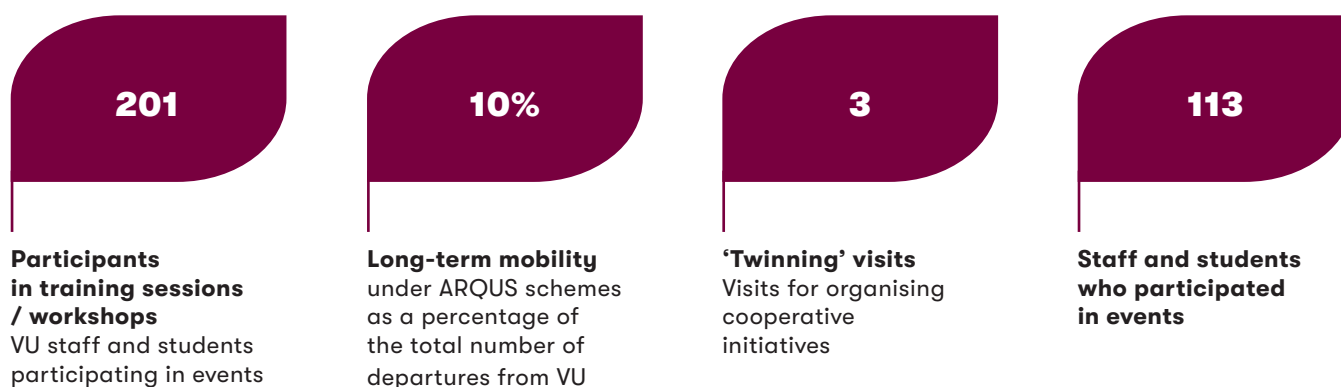 201
Participants
in training sessions
/ workshops
VU staff and students
participating in events
10%
Long-term mobility
under ARQUS schemes
as a percentage of
the total number of
departures from VU
3
‘Twinning’ visits
Visits for organising
cooperative
initiatives
113
Staff and students
who participated
in events